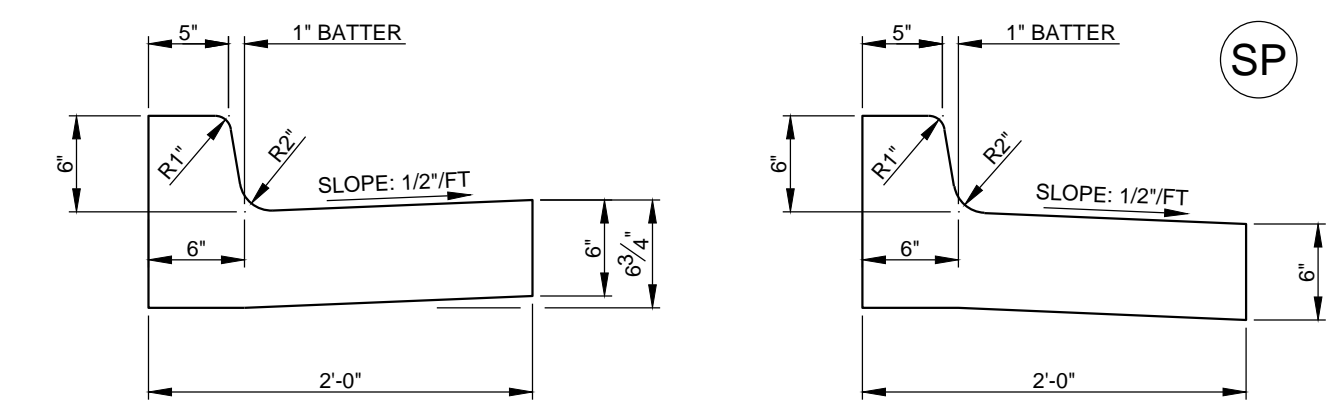 5" 1" BATTER
6"
R1"
R2"
SLOPE: 1/2"/FT
6"
6"
6 3/4"
2'-0"
5" 1" BATTER
SP
6"
R1"
R2"
SLOPE: 1/2"/FT
6"
6"
2'-0"